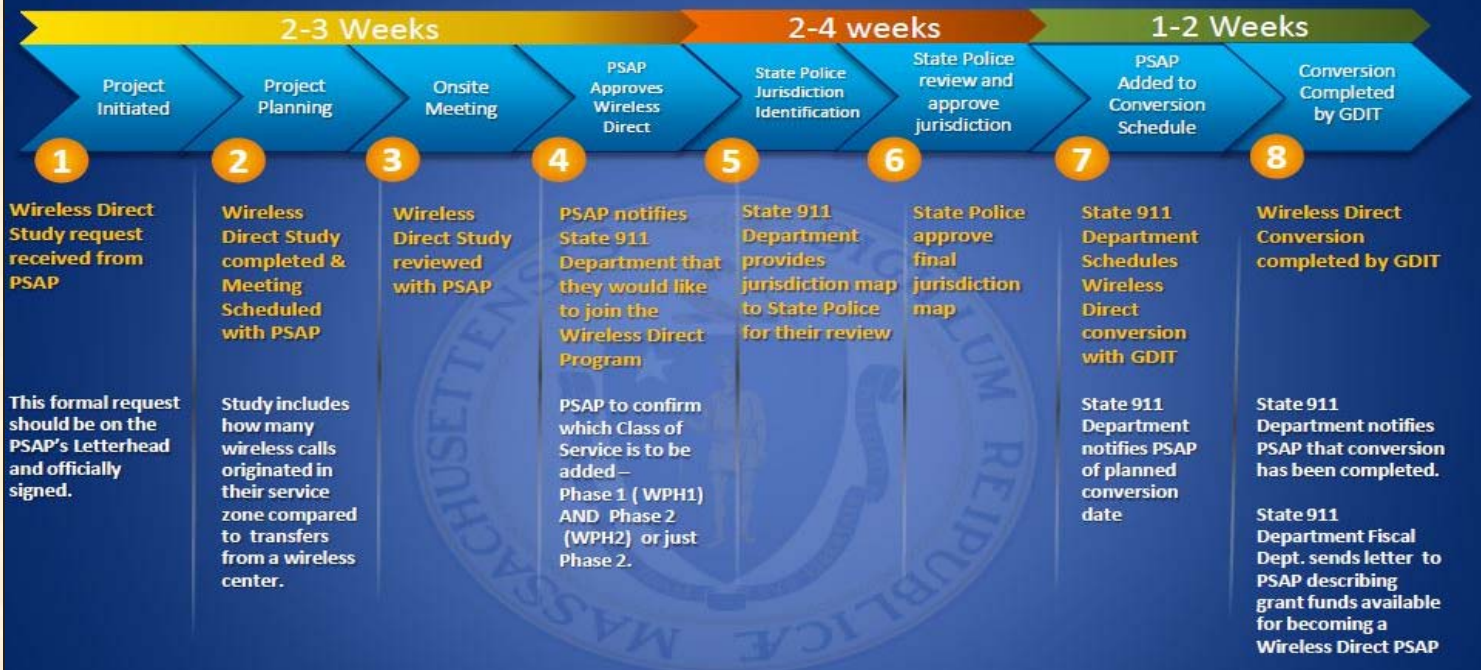 2-3 Weeks
2-4 weeks
1-2 Weeks
Project
Initiated
Project
Planning
Onsite
Meeting
PSAP
Approves
Wireless
Direct
State Police
Jurisdiction
Identification
State Police
review and
approve
jurisdiction
PSAP
Added to
Conversion
Schedule
Conversion
Completed
by GDIT
1
2
3
4
5
6
7
8
Wireless Direct
Study request
received from
PSAP
This formal request
should be on the
PSAP's Letterhead
and officially
signed.
Wireless
Direct Study
completed &
Meeting
Scheduled
with PSAP
Study includes
how many
wireless calls
originated in
their service
zone compared
to transfers
from a wireless
center.
Wireless
Direct Study
reviewed
with PSAP
PSAP notifies
State 911
Department that
they would like
to join the
Wireless Direct
Program
PSAP to confirm
which Class of
Service is to be
added –
Phase 1 ( WPH1)
AND Phase 2
(WPH2) or just
Phase 2.
State 911
Department
provides
jurisdiction map
to State Police
for their review
State Police
approve
final
jurisdiction
map
State 911
Department
Schedules
Wireless
Direct
conversion
with GDIT
State 911
Department
notifies PSAP
of planned
conversion
date
Wireless Direct
Conversion
completed by GDIT
State 911
Department notifies
PSAP that conversion
has been completed.
State 911
Department Fiscal
Dept. sends letter to
PSAP describing
grant funds available
for becoming a
Wireless Direct PSAP
MASSACHUSETTENSIS
REIPUBLICÆ